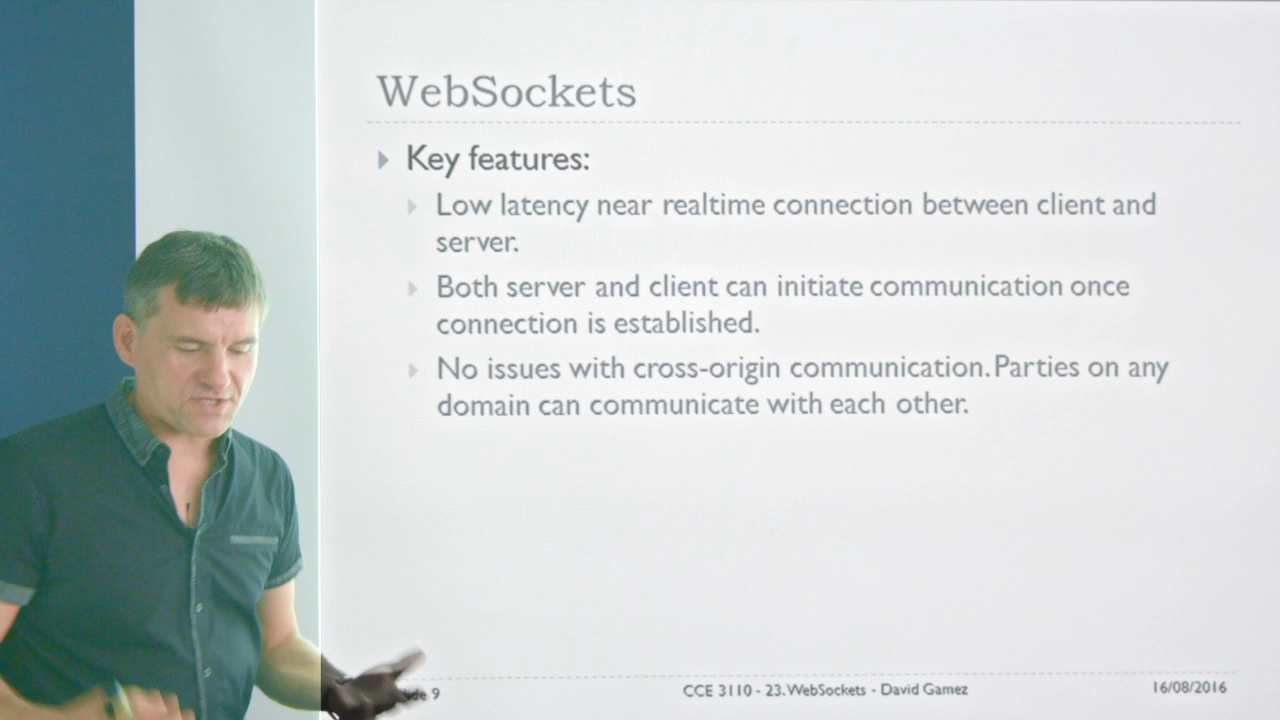 WebSockets
Key features:
Low latency near realtime connection between client and
server.
Both server and client can initiate communication once
connection is established.
No issues with cross-origin communication. Parties on any
domain can communicate with each other.
9
CCE 3110 - 23. WebSockets - David Gamez
16/08/2016